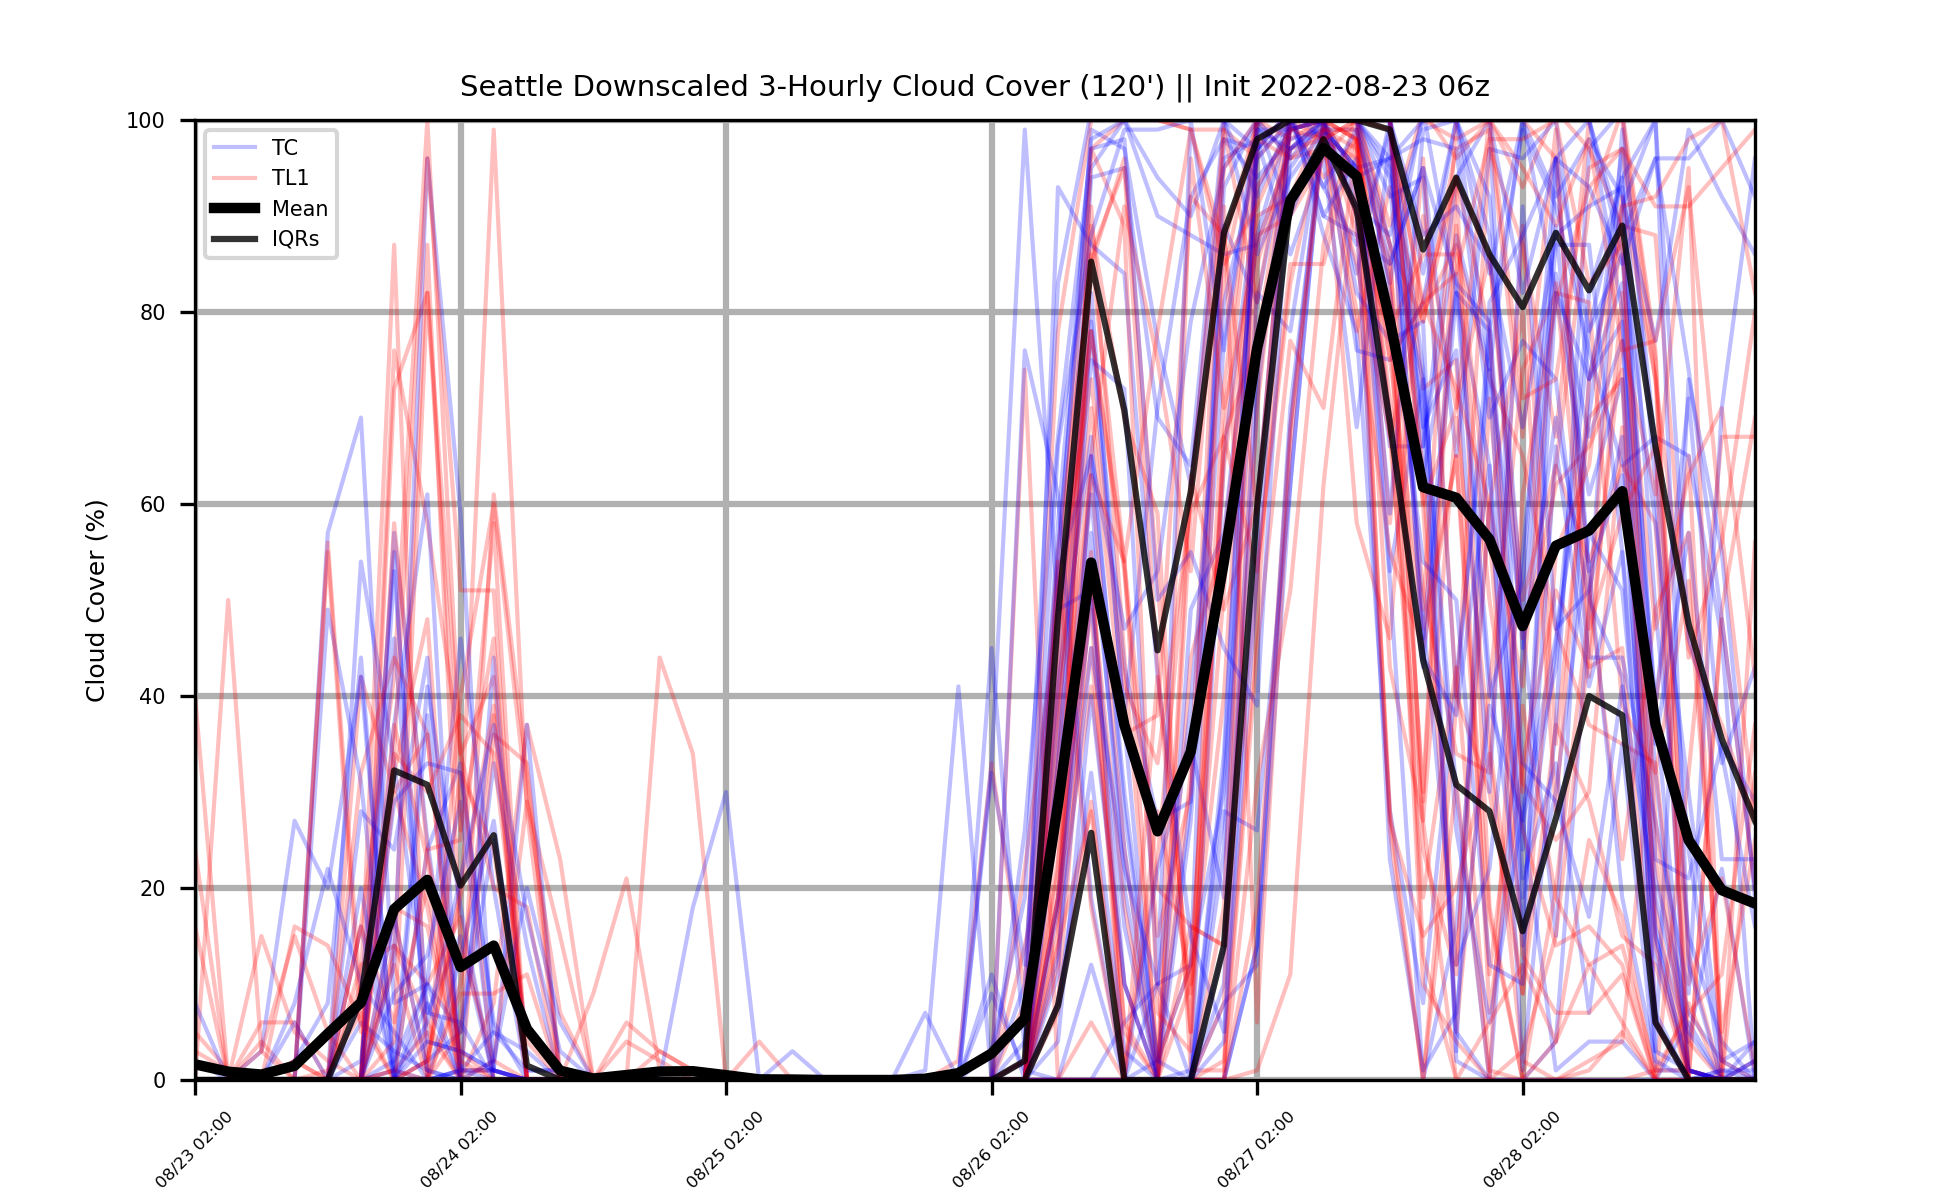 Seattle Downscaled 3-Hourly Cloud Cover (120') || Init 2022-08-23 06z
100
80
60
40
20
0
Cloud Cover (%)
TC
TL1
Mean
IQRs
08/23 02:00
08/24 02:00
08/25 02:00
08/26 02:00
08/27 02:00
08/28 02:00